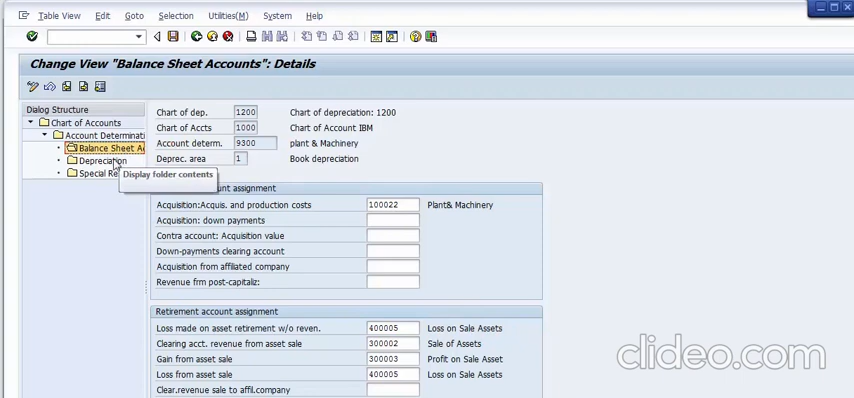 Table View Edit Goto Selection Utilities(M) System Help
Change View "Balance Sheet Accounts": Details
Dialog Structure
Chart of Accounts
Account Determinati
Balance Sheet Ac
Depreciation
Special Re
Display folder contents
Chart of dep. 1200 Chart of depreciation: 1200
Chart of Accts 1000 Chart of Account IBM
Account determ. 9300 plant & Machinery
Deprec. area 1 Book depreciation
account assignment
Acquisition:Acquis. and production costs 100022 Plant& Machinery
Acquisition: down payments
Contra account: Acquisition value
Down-payments clearing account
Acquisition from affiliated company
Revenue frm post-capitaliz:
Retirement account assignment
Loss made on asset retirement w/o reven. 400005 Loss on Sale Assets
Clearing acct. revenue from asset sale 300002 Sale of Assets
Gain from asset sale 300003 Profit on Sale Asset
Loss from asset sale 400005 Loss on Sale Assets
Clear.revenue sale to affil.company
clideo.com